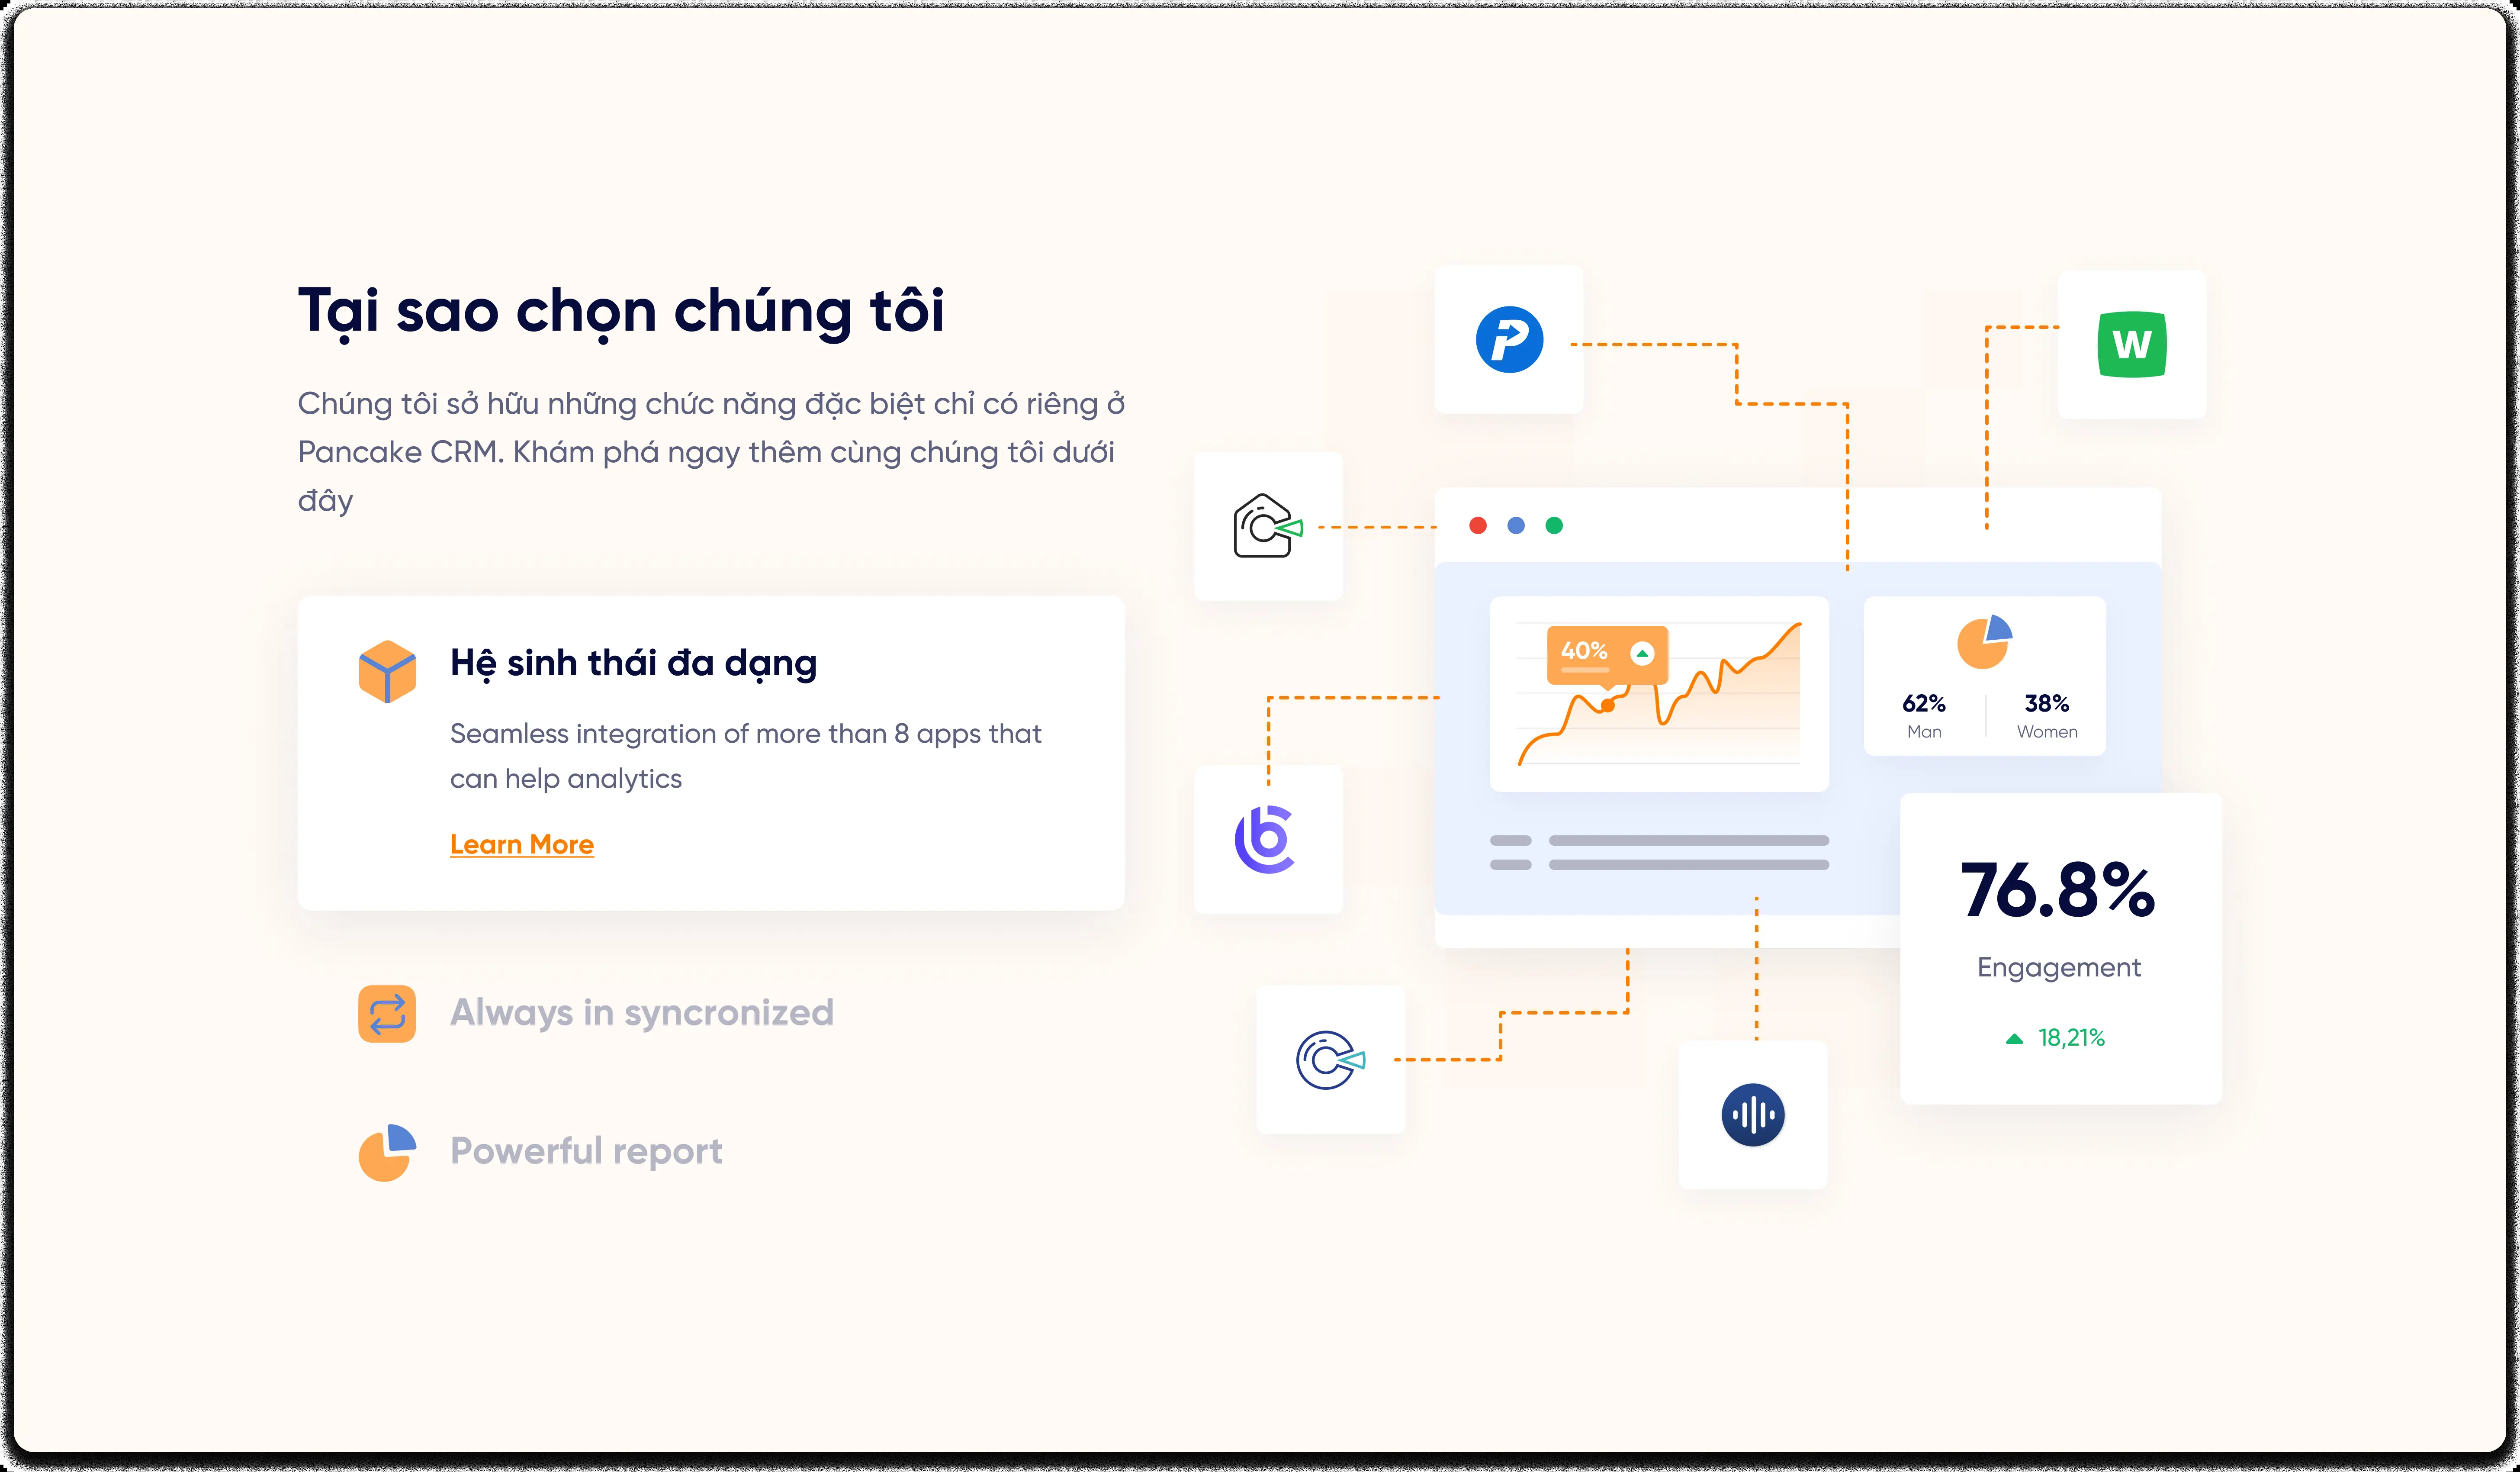 Tại sao chọn chúng tôi
Chúng tôi sở hữu những chức năng đặc biệt chỉ có riêng ở
Pancake CRM. Khám phá ngay thêm cùng chúng tôi dưới
đây
Hệ sinh thái đa dạng
Seamless integration of more than 8 apps that
can help analytics
Learn More
Always in syncronized
Powerful report
P
W
40%
62%
Man
38%
Women
76.8%
Engagement
18,21%